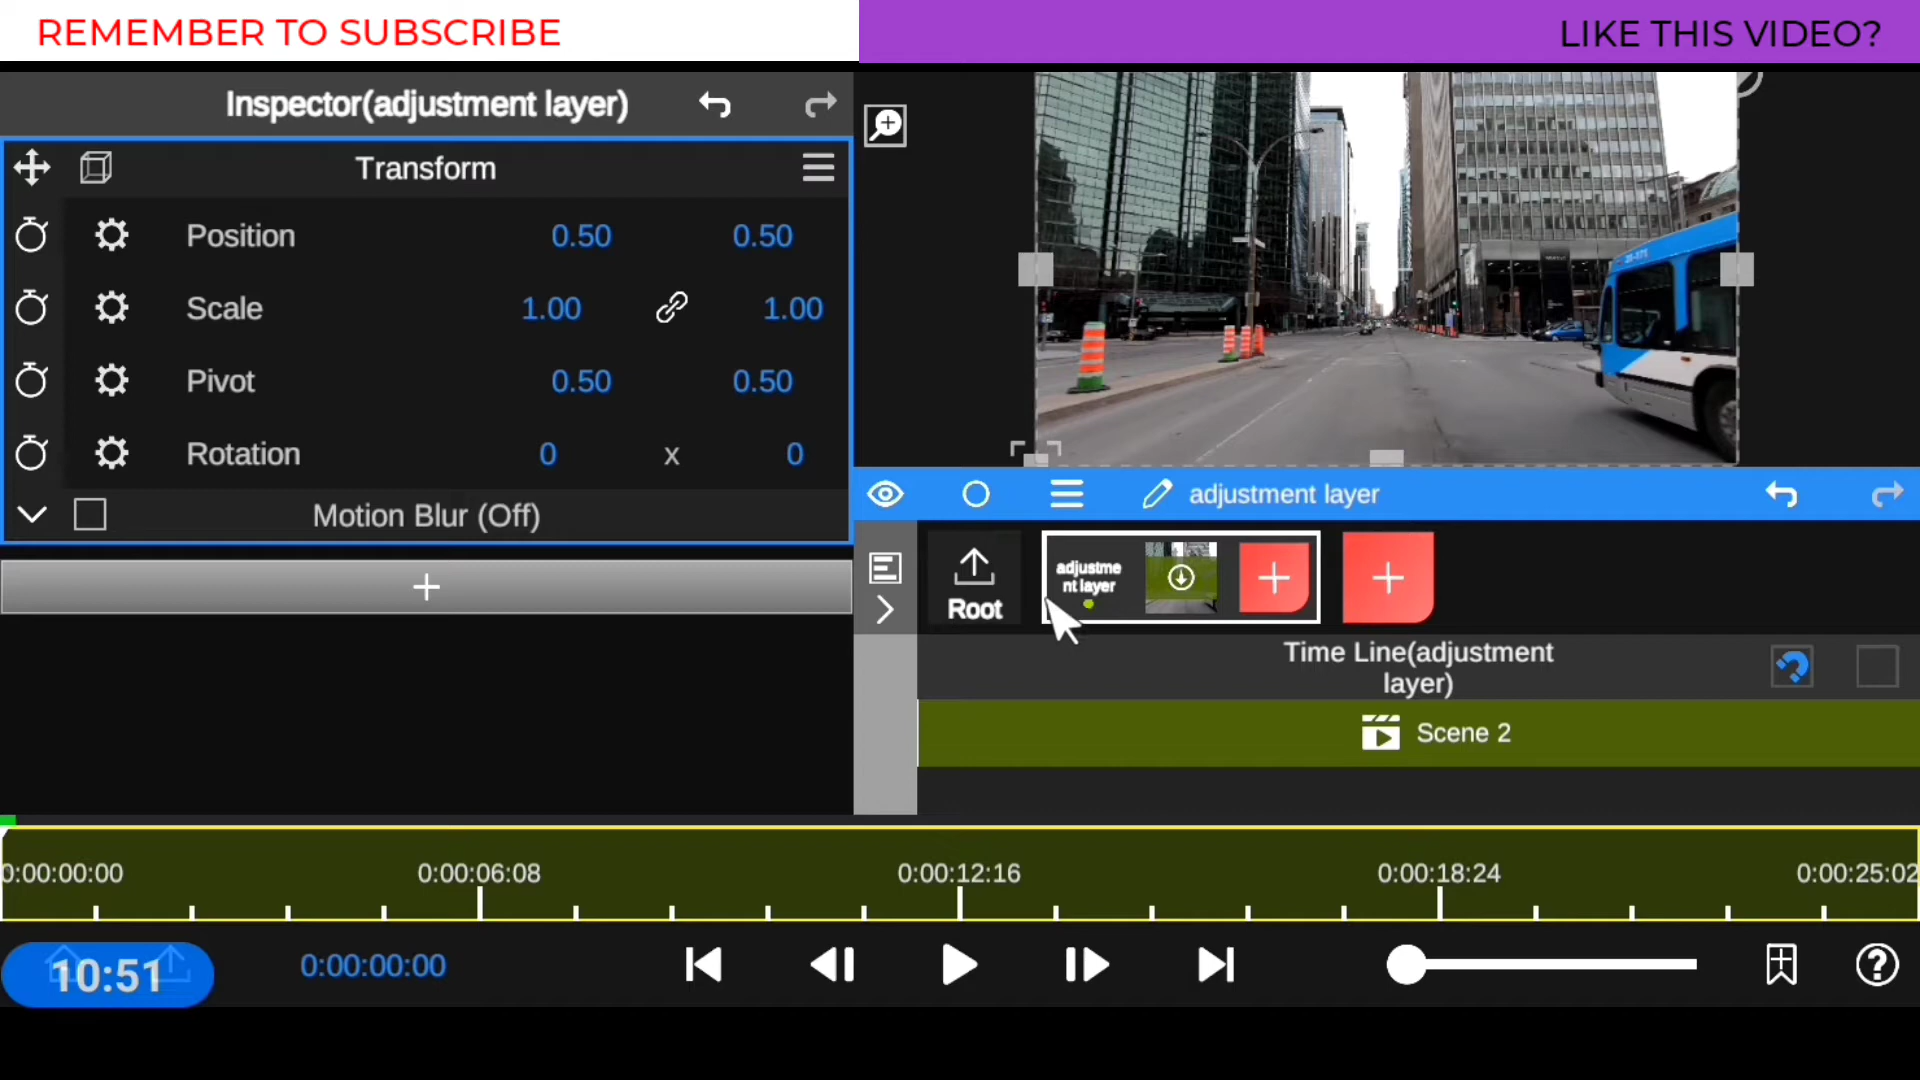 REMEMBER TO SUBSCRIBE
LIKE THIS VIDEO?
Inspector(adjustment layer)
Transform
Position 0.50 0.50
Scale 1.00 1.00
Pivot 0.50 0.50
Rotation 0 x 0
Motion Blur (Off)
+
adjustment layer
Root
adjustme
nt layer
Time Line(adjustment
layer)
Scene 2
0:00:00:00 0:00:06:08 0:00:12:16 0:00:18:24 0:00:25:02
10:51
0:00:00:00